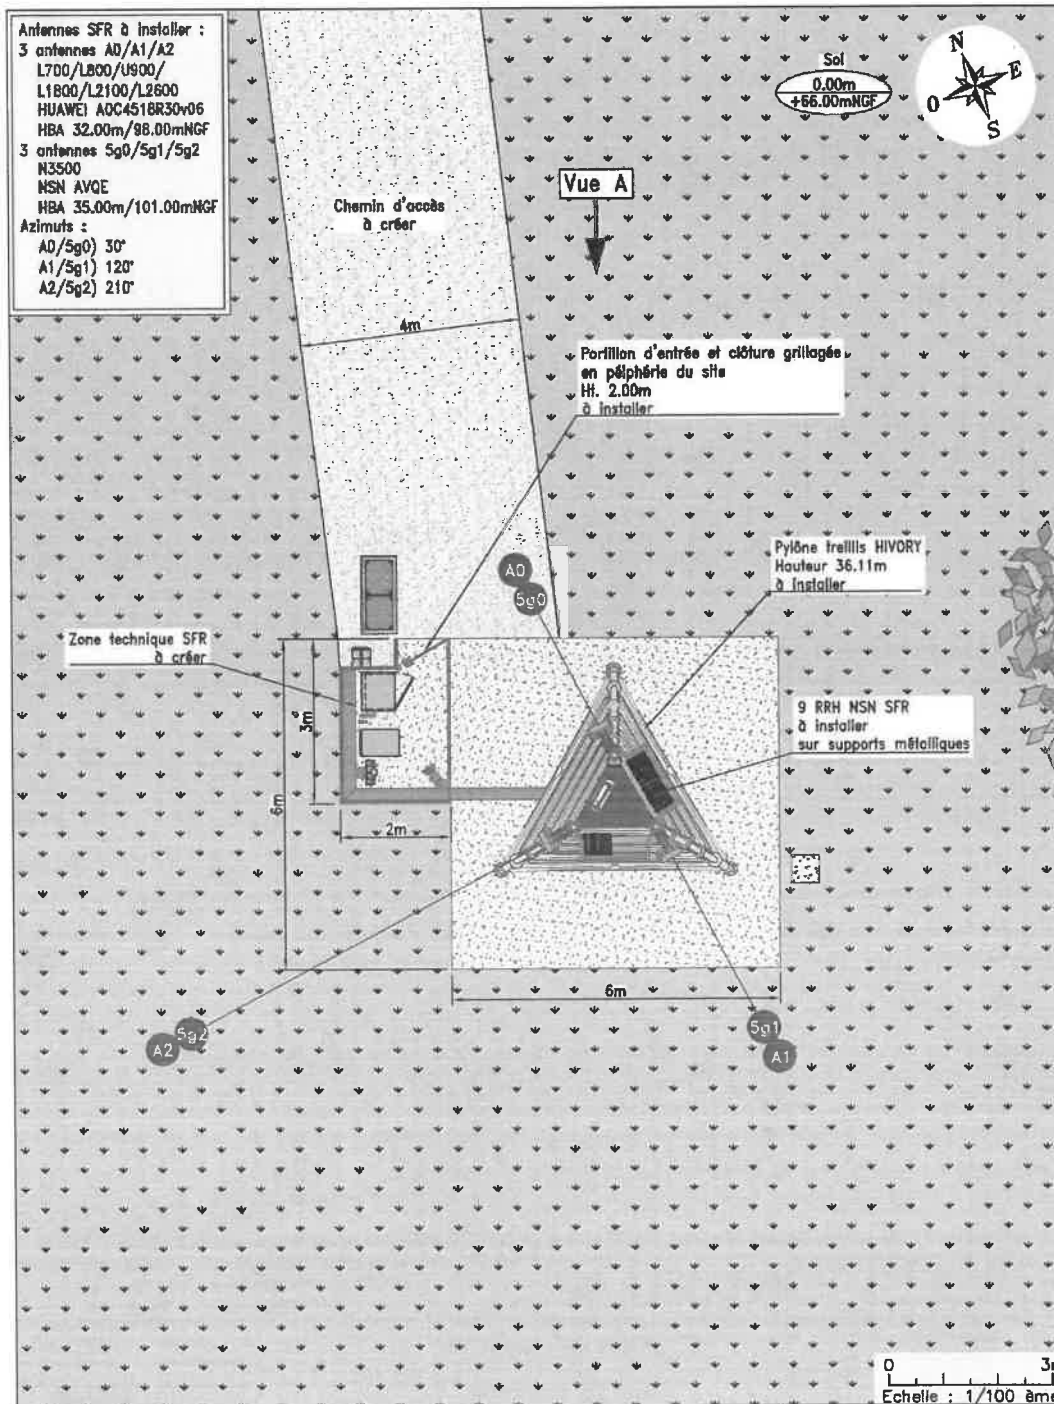 Antennes SFR à installer :
3 antennes A0/A1/A2
L700/L800/U900/
L1800/L2100/L2600
HUAWEI AOC4518R30v06
HBA 32.00m/98.00mNGF
3 antennes 5g0/5g1/5g2
N3500
NSN AVQE
HBA 35.00m/101.00mNGF
Azimuts :
A0/5g0) 30°
A1/5g1) 120°
A2/5g2) 210°
Sol
0.00m
+66.00mNGF
N
E
O
S
Vue A
Chemin d'accès
à créer
4m
Portillon d'entrée et clôture grillagée
en péiphérie du site
Ht. 2.00m
à installer
A0
5g0
Pylône treillis HIVORY
Hauteur 36.11m
à installer
Zone technique SFR
à créer
9 RRH NSN SFR
à installer
sur supports métalliques
3m
6m
2m
6m
5g2
A2
5g1
A1
0
3m
Echelle : 1/100 ème